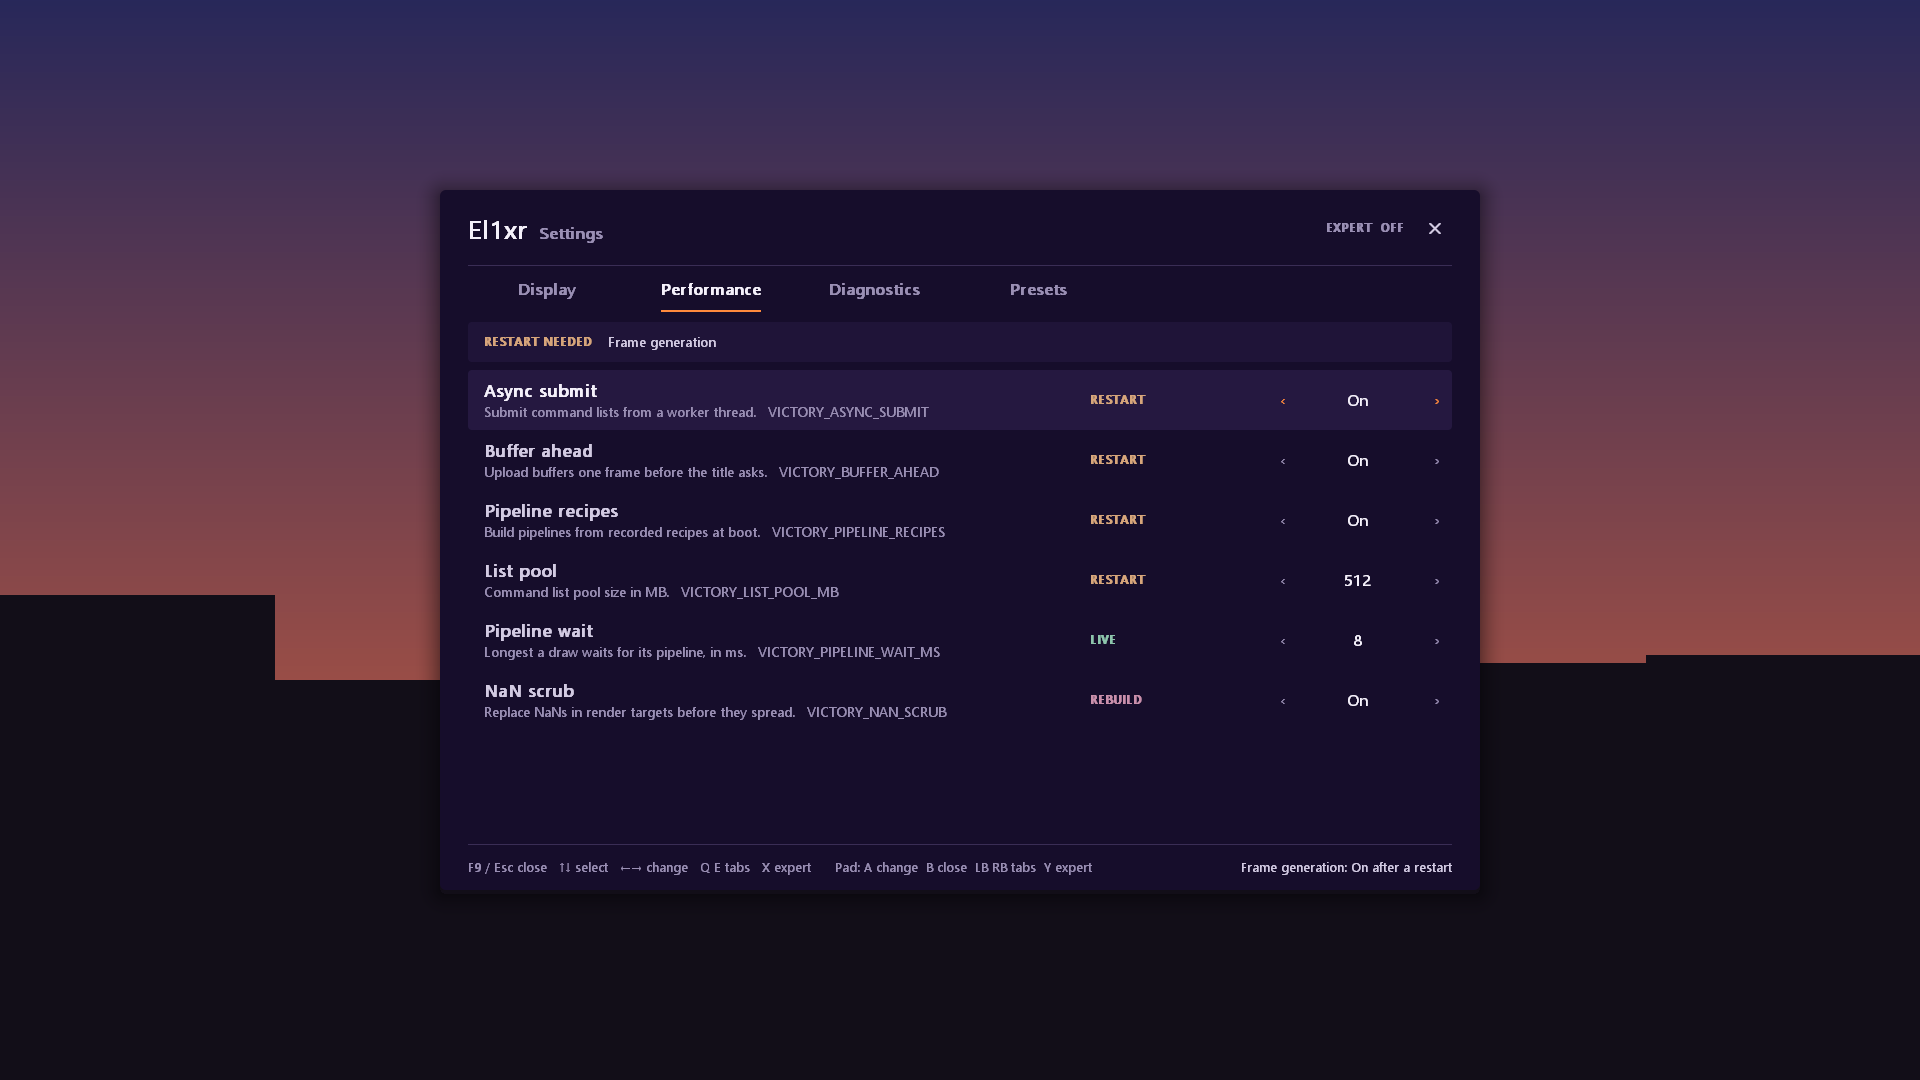 El1xr Settings EXPERT OFF ✕
Display Performance Diagnostics Presets
RESTART NEEDED Frame generation
Async submit
Submit command lists from a worker thread. VICTORY_ASYNC_SUBMIT RESTART ‹ On ›
Buffer ahead
Upload buffers one frame before the title asks. VICTORY_BUFFER_AHEAD RESTART ‹ On ›
Pipeline recipes
Build pipelines from recorded recipes at boot. VICTORY_PIPELINE_RECIPES RESTART ‹ On ›
List pool
Command list pool size in MB. VICTORY_LIST_POOL_MB RESTART ‹ 512 ›
Pipeline wait
Longest a draw waits for its pipeline, in ms. VICTORY_PIPELINE_WAIT_MS LIVE ‹ 8 ›
NaN scrub
Replace NaNs in render targets before they spread. VICTORY_NAN_SCRUB REBUILD ‹ On ›
F9 / Esc close ↑↓ select ←→ change Q E tabs X expert Pad: A change B close LB RB tabs Y expert Frame generation: On after a restart